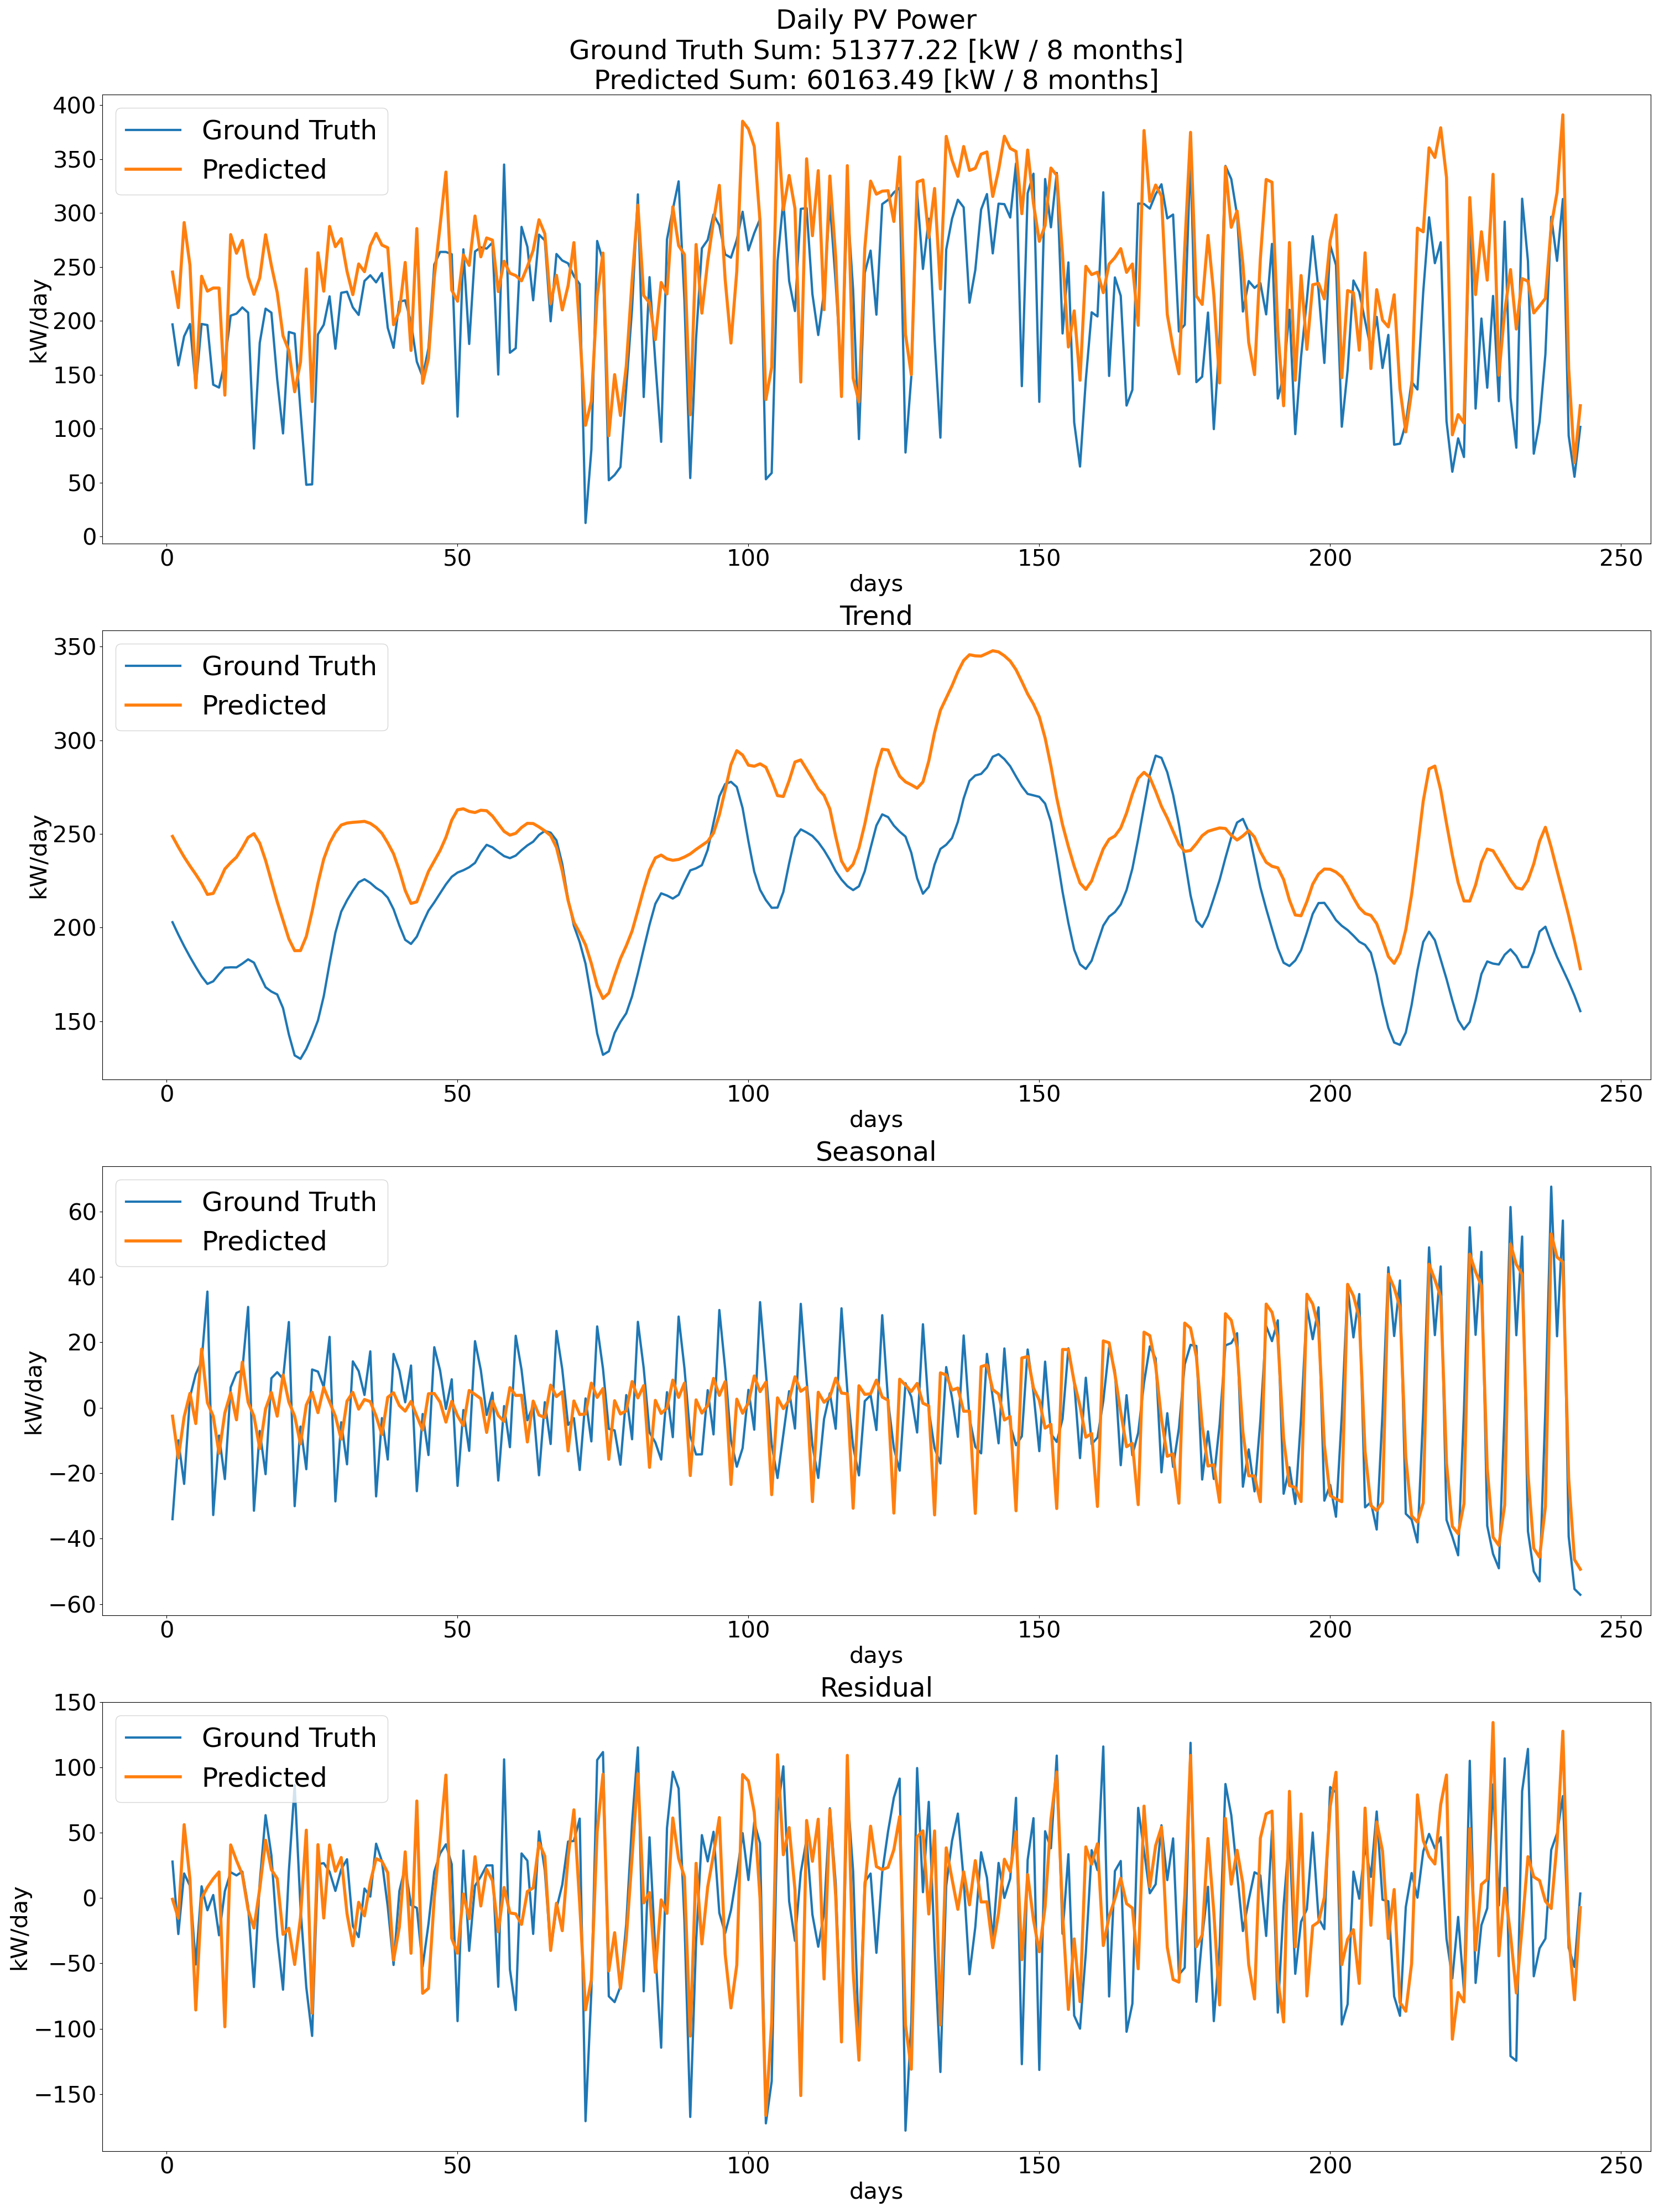 Daily PV Power
Ground Truth Sum: 51377.22 [kW / 8 months]
Predicted Sum: 60163.49 [kW / 8 months]
Ground Truth
Predicted
400
350
300
250
200
150
100
50
0
kW/day
0 50 100 150 200 250
days
Trend
Ground Truth
Predicted
350
300
250
200
150
kW/day
0 50 100 150 200 250
days
Seasonal
Ground Truth
Predicted
60
40
20
0
−20
−40
−60
kW/day
0 50 100 150 200 250
days
Residual
Ground Truth
Predicted
150
100
50
0
−50
−100
−150
kW/day
0 50 100 150 200 250
days